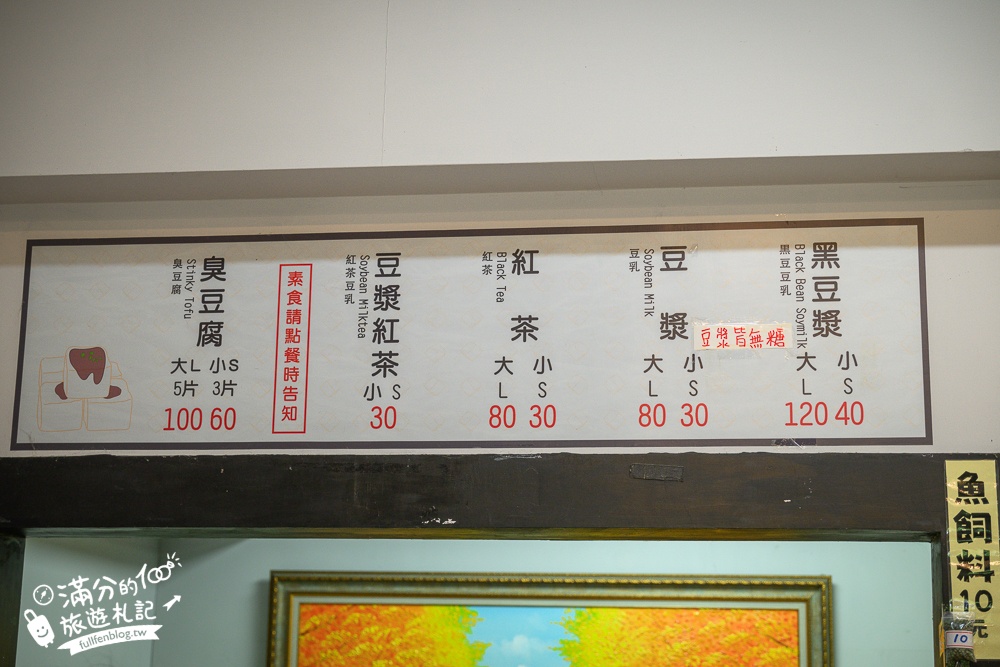 黑豆漿
Black Bean Soymilk
黑豆豆乳
大 小
L S
120 40
豆漿
Soybean Milk
豆乳
豆漿皆無糖
大 小
L S
80 30
紅茶
Black Tea
紅茶
大 小
L S
80 30
豆漿紅茶
Soybean Milktea
紅茶豆乳
小 S
30
素食請點餐時告知
臭豆腐
Stinky Tofu
臭豆腐
大L 小S
5片 3片
100 60
魚飼料10元
10
滿分的100
旅遊札記
fullfenblog.tw